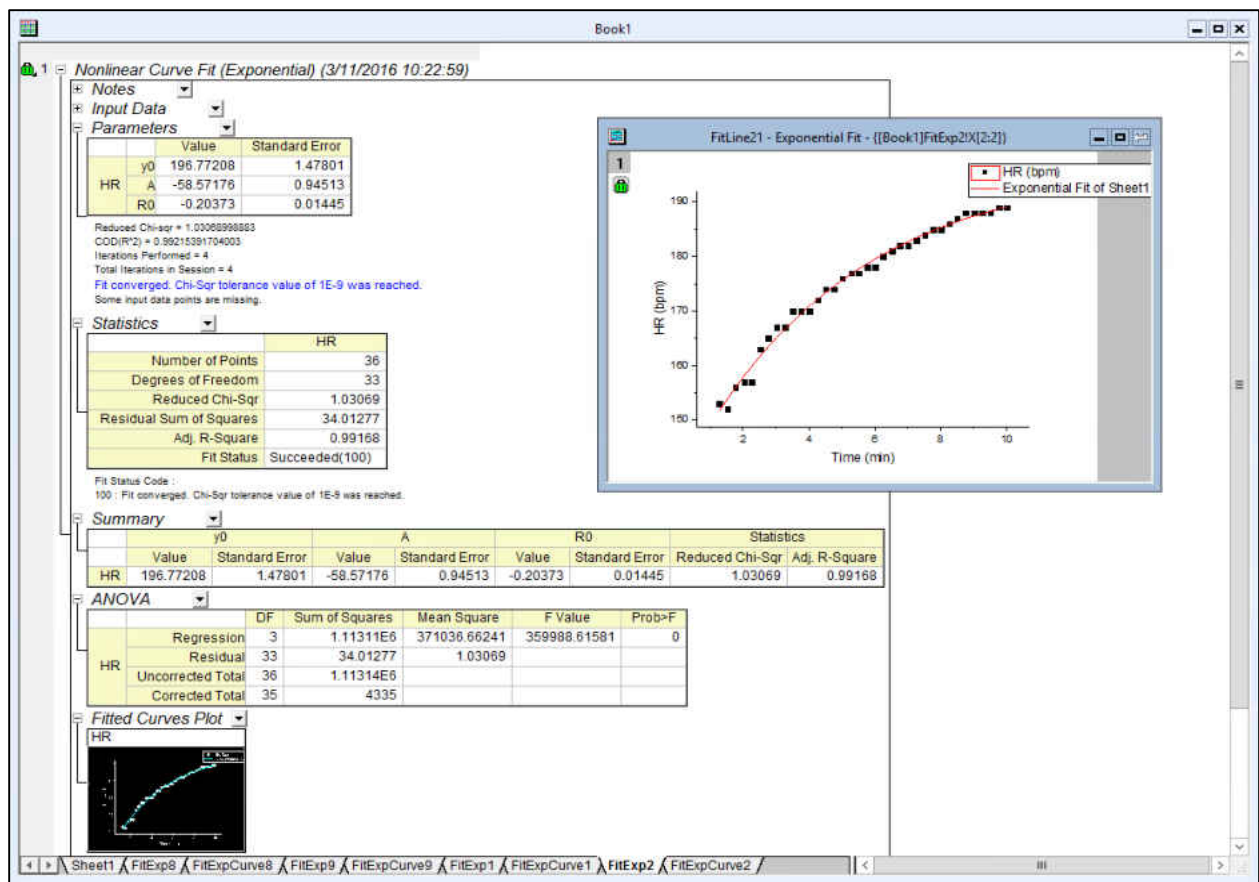 Book1
1 Nonlinear Curve Fit (Exponential) (3/11/2016 10:22:59)
Notes
Input Data
Parameters
Value Standard Error
HR y0 196.77208 1.47801
A -58.57176 0.94513
R0 -0.20373 0.01445
Reduced Chi-sqr = 1.03068998883
COD(R^2) = 0.99215391704003
Iterations Performed = 4
Total Iterations in Session = 4
Fit converged. Chi-Sqr tolerance value of 1E-9 was reached.
Some input data points are missing.
Statistics
HR
Number of Points 36
Degrees of Freedom 33
Reduced Chi-Sqr 1.03069
Residual Sum of Squares 34.01277
Adj. R-Square 0.99168
Fit Status Succeeded(100)
Fit Status Code :
100 : Fit converged. Chi-Sqr tolerance value of 1E-9 was reached.
Summary
y0 A R0 Statistics
Value Standard Error Value Standard Error Value Standard Error Reduced Chi-Sqr Adj. R-Square
HR 196.77208 1.47801 -58.57176 0.94513 -0.20373 0.01445 1.03069 0.99168
ANOVA
DF Sum of Squares Mean Square F Value Prob>F
HR Regression 3 1.11311E6 371036.66241 359988.61581 0
Residual 33 34.01277 1.03069
Uncorrected Total 36 1.11314E6
Corrected Total 35 4335
Fitted Curves Plot
HR
FitLine21 - Exponential Fit - {[Book1]FitExp2!X[2:2]}
1
HR (bpm)
Exponential Fit of Sheet1
190
180
170
160
150
HR (bpm)
2 4 6 8 10
Time (min)
Sheet1 FitExp8 FitExpCurve8 FitExp9 FitExpCurve9 FitExp1 FitExpCurve1 FitExp2 FitExpCurve2